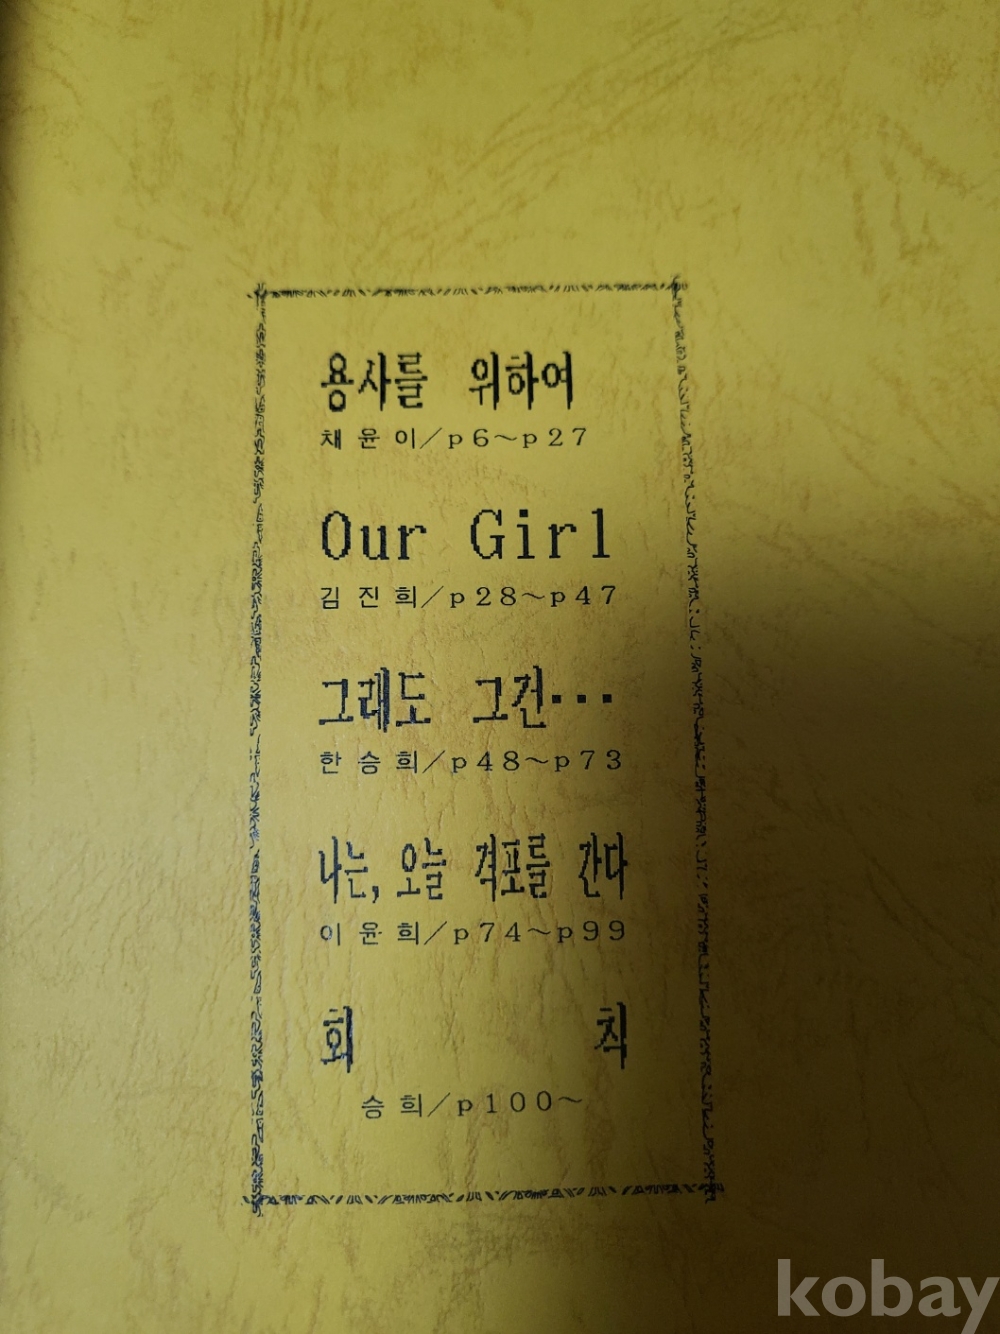 용사를 위하여
채 윤 이／p6～p27
Our Girl
김 진 희／p28～p47
그래도 그건···
한 승 희／p48～p73
나는, 오늘 격포를 간다
이 윤 희／p74～p99
회 칙
승 희／p100～
kobay